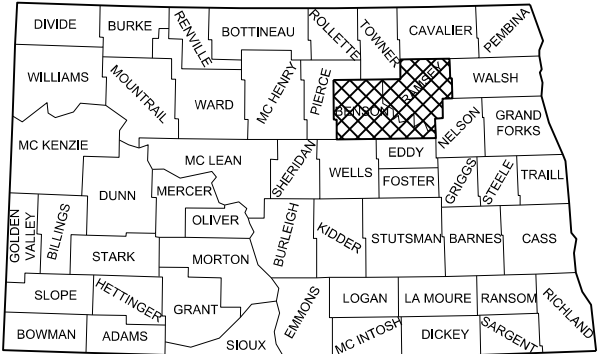 DIVIDE
BURKE
RENVILLE
BOTTINEAU
ROLLETTE
TOWNER
CAVALIER
PEMBINA
WILLIAMS
MOUNTRAIL
WARD
MC HENRY
PIERCE
BENSON
RAMSEY
WALSH
MC KENZIE
MC LEAN
SHERIDAN
WELLS
EDDY
FOSTER
NELSON
GRAND
FORKS
DUNN
MERCER
OLIVER
BURLEIGH
KIDDER
STUTSMAN
GRIGGS
STEELE
TRAILL
GOLDEN
VALLEY
BILLINGS
STARK
MORTON
BARNES
CASS
SLOPE
HETTINGER
GRANT
EMMONS
LOGAN
LA MOURE
RANSOM
RICHLAND
BOWMAN
ADAMS
SIOUX
MC INTOSH
DICKEY
SARGENT